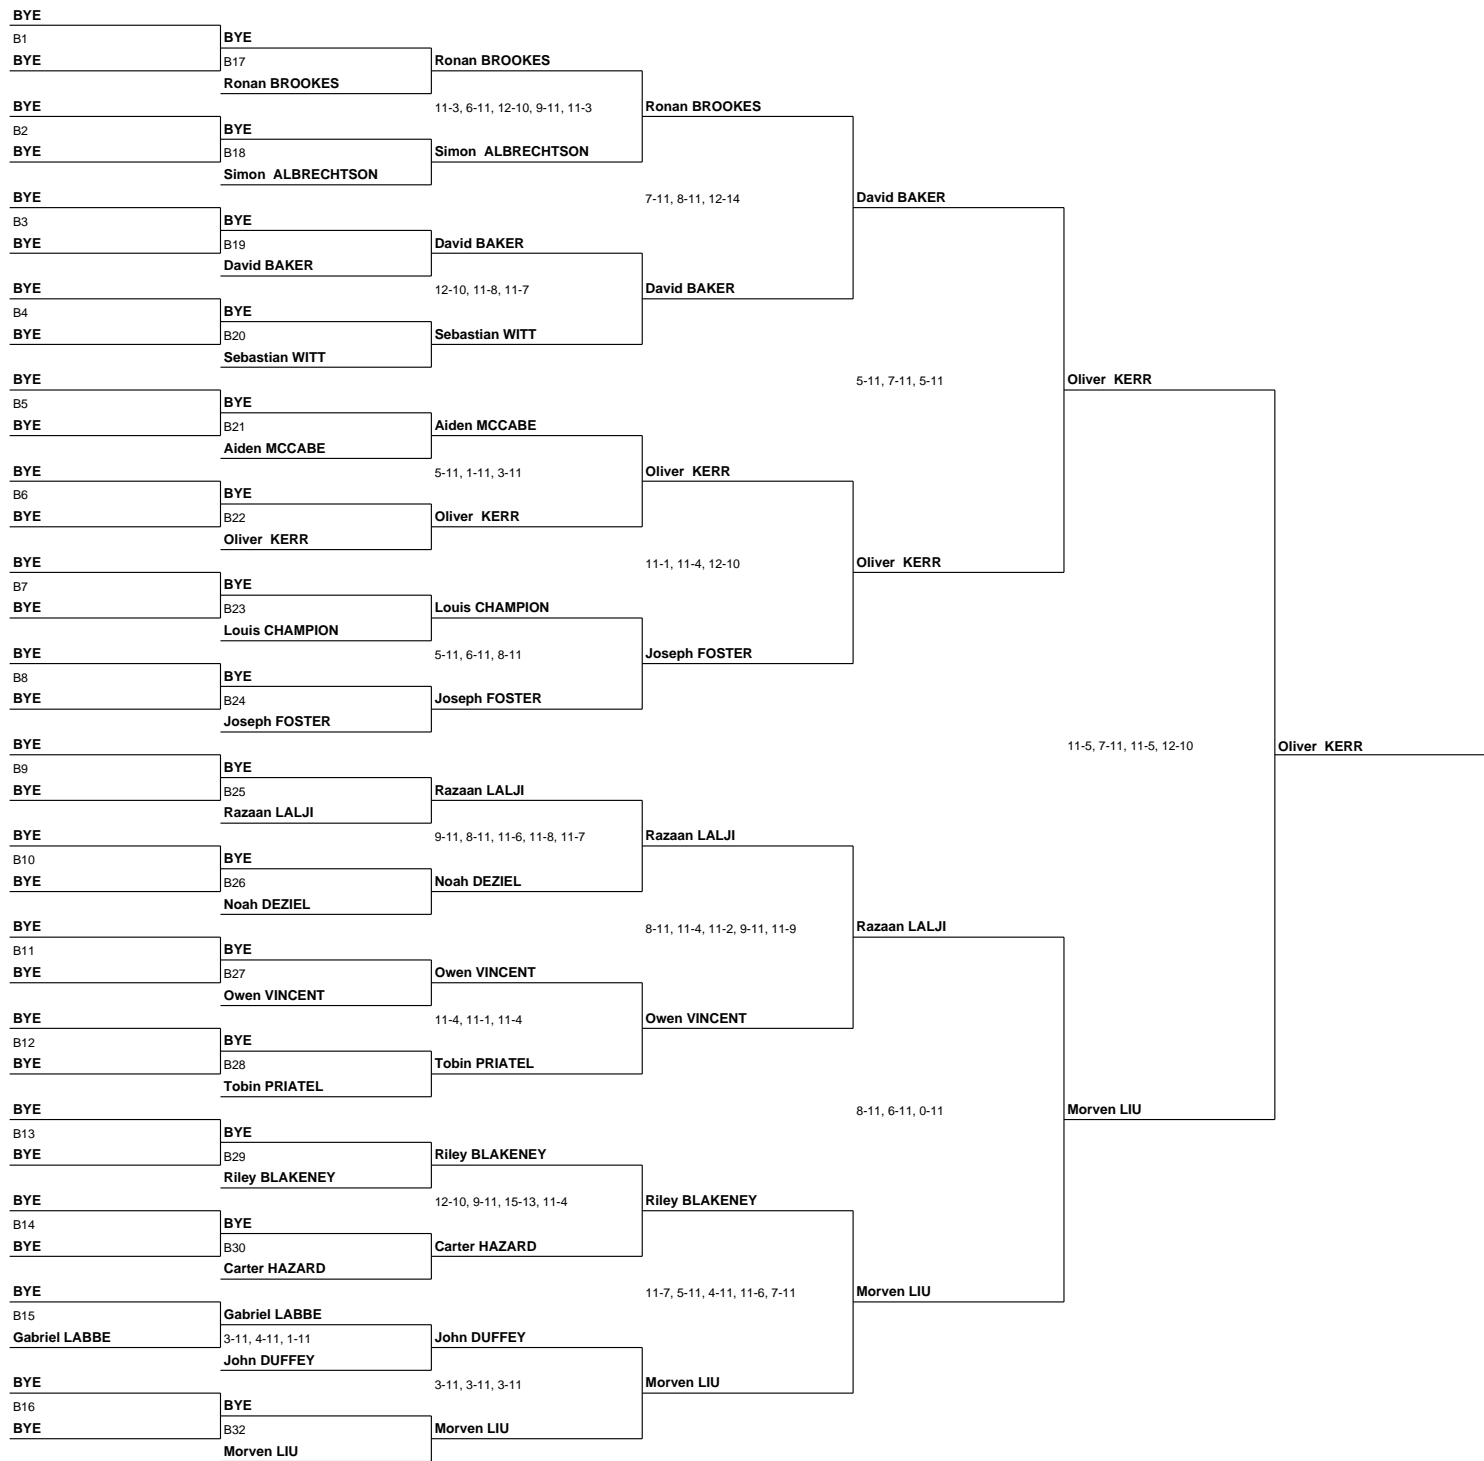 BYE
B1
BYE
BYE
B17
Ronan BROOKES
Ronan BROOKES
11-3, 6-11, 12-10, 9-11, 11-3
Ronan BROOKES
BYE
B2
BYE
BYE
B18
Simon ALBRECHTSON
Simon ALBRECHTSON
7-11, 8-11, 12-14
David BAKER
BYE
B3
BYE
BYE
B19
David BAKER
David BAKER
12-10, 11-8, 11-7
David BAKER
BYE
B4
BYE
BYE
B20
Sebastian WITT
Sebastian WITT
5-11, 7-11, 5-11
Oliver KERR
BYE
B5
BYE
BYE
B21
Aiden MCCABE
Aiden MCCABE
5-11, 1-11, 3-11
Oliver KERR
BYE
B6
BYE
BYE
B22
Oliver KERR
Oliver KERR
11-1, 11-4, 12-10
Oliver KERR
BYE
B7
BYE
BYE
B23
Louis CHAMPION
Louis CHAMPION
5-11, 6-11, 8-11
Joseph FOSTER
BYE
B8
BYE
BYE
B24
Joseph FOSTER
Joseph FOSTER
11-5, 7-11, 11-5, 12-10
Oliver KERR
BYE
B9
BYE
BYE
B25
Razaan LALJI
Razaan LALJI
9-11, 8-11, 11-6, 11-8, 11-7
Razaan LALJI
BYE
B10
BYE
BYE
B26
Noah DEZIEL
Noah DEZIEL
8-11, 11-4, 11-2, 9-11, 11-9
Razaan LALJI
BYE
B11
BYE
BYE
B27
Owen VINCENT
Owen VINCENT
11-4, 11-1, 11-4
Owen VINCENT
BYE
B12
BYE
BYE
B28
Tobin PRIATEL
Tobin PRIATEL
8-11, 6-11, 0-11
Morven LIU
BYE
B13
BYE
BYE
B29
Riley BLAKENEY
Riley BLAKENEY
12-10, 9-11, 15-13, 11-4
Riley BLAKENEY
BYE
B14
BYE
BYE
B30
Carter HAZARD
Carter HAZARD
11-7, 5-11, 4-11, 11-6, 7-11
Morven LIU
BYE
B15
Gabriel LABBE
Gabriel LABBE
3-11, 4-11, 1-11
John DUFFEY
John DUFFEY
3-11, 3-11, 3-11
Morven LIU
BYE
B16
BYE
BYE
B32
Morven LIU
Morven LIU